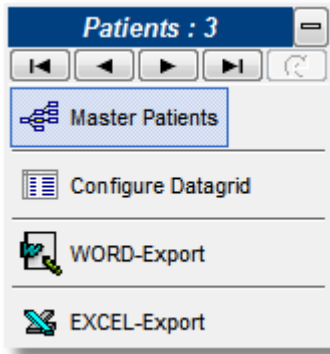 Patients : 3
Master Patients
Configure Datagrid
WORD-Export
EXCEL-Export